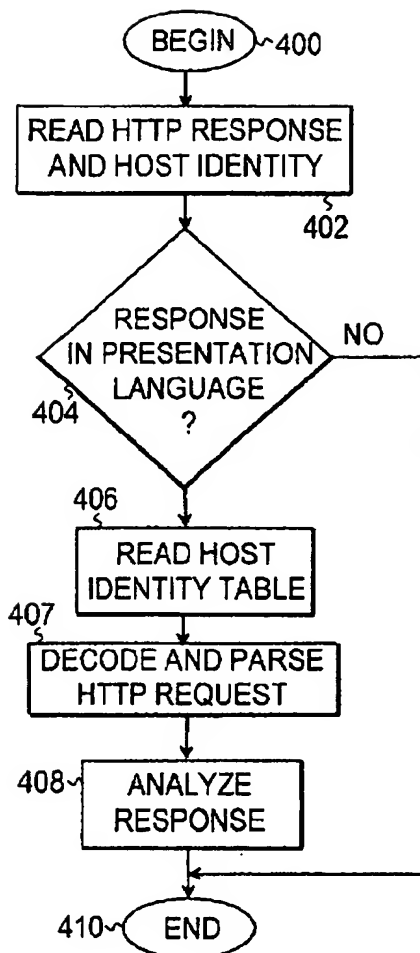 BEGIN
400
READ HTTP RESPONSE
AND HOST IDENTITY
402
RESPONSE
IN PRESENTATION
LANGUAGE
?
NO
404
406
READ HOST
IDENTITY TABLE
407
DECODE AND PARSE
HTTP REQUEST
408
ANALYZE
RESPONSE
410
END